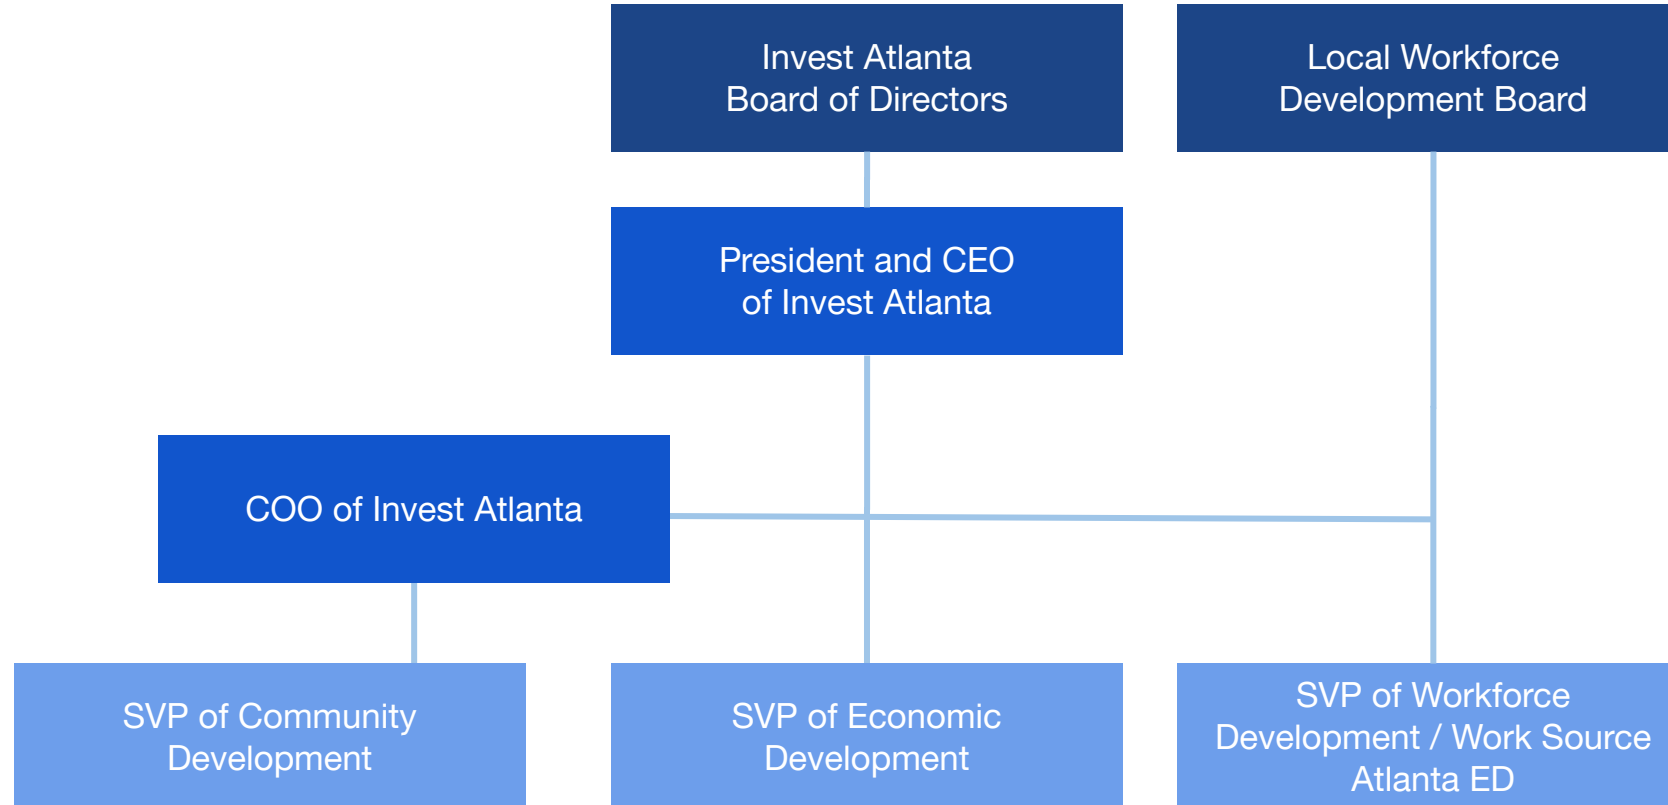 Invest Atlanta
Board of Directors
Local Workforce
Development Board
President and CEO
of Invest Atlanta
COO of Invest Atlanta
SVP of Community
Development
SVP of Economic
Development
SVP of Workforce
Development / Work Source
Atlanta ED